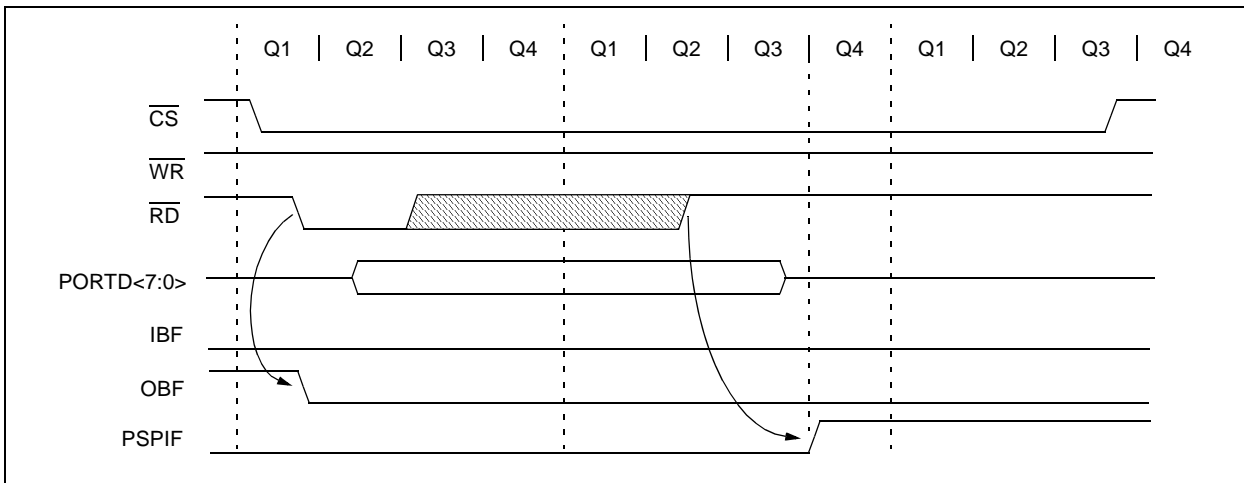 Q1 | Q2 | Q3 | Q4 | Q1 | Q2 | Q3 | Q4 | Q1 | Q2 | Q3 | Q4
CS
WR
RD
PORTD<7:0>
IBF
OBF
PSPIF